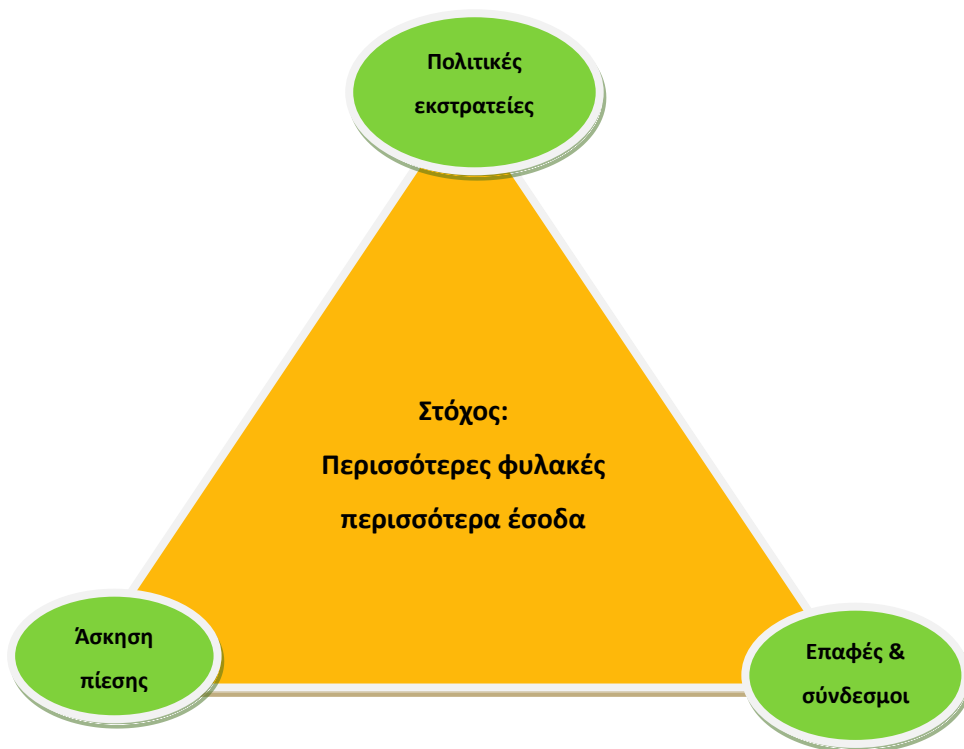 Πολιτικές
εκστρατείες
Στόχος:
Περισσότερες φυλακές
περισσότερα έσοδα
Άσκηση
πίεσης
Επαφές &
σύνδεσμοι